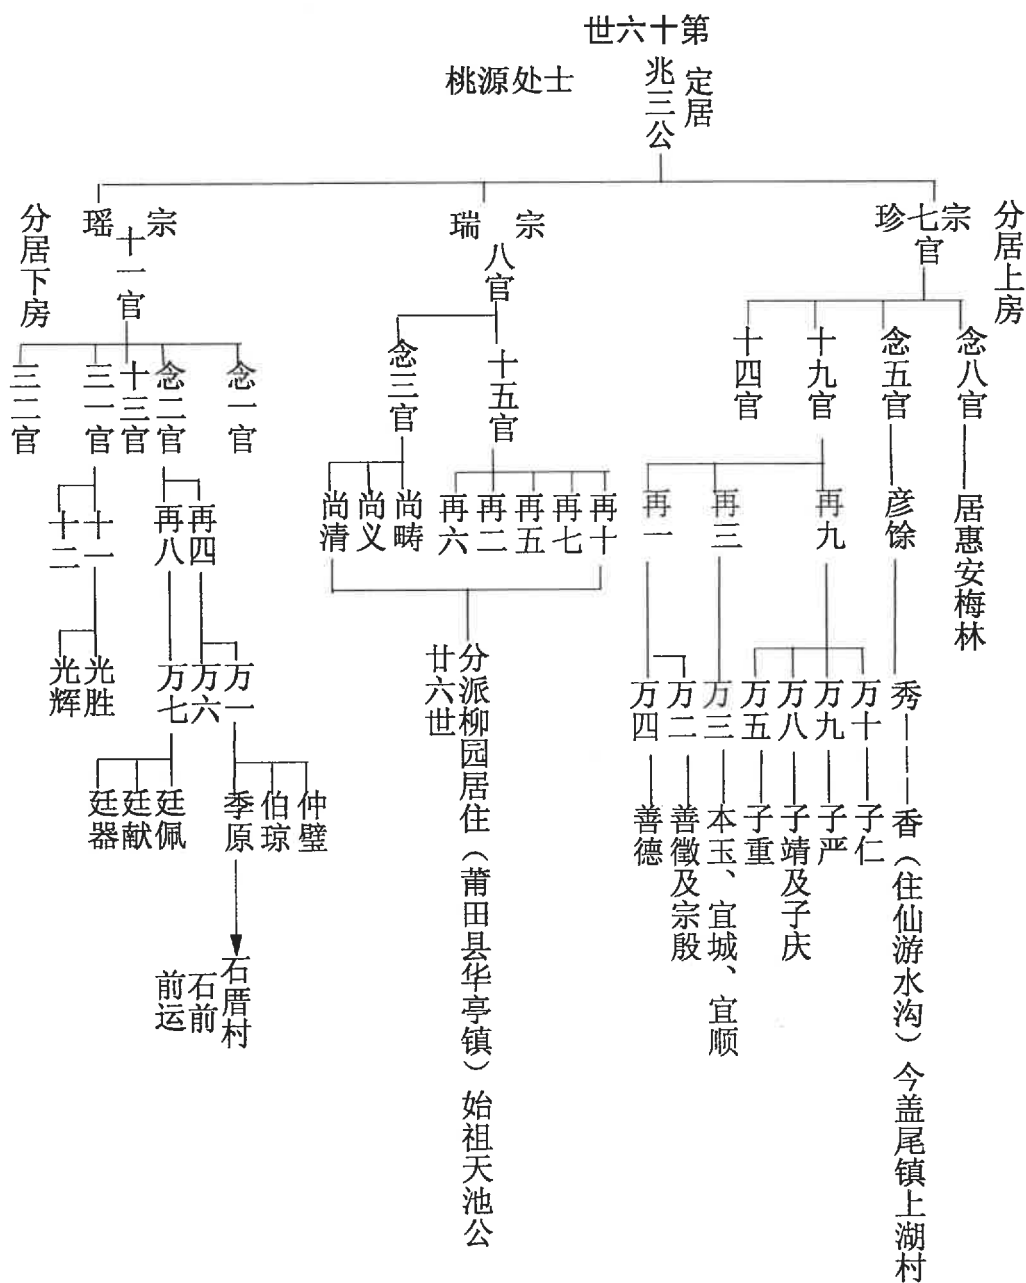 第十六世
定居
兆三公
桃源处士
分居上房
宗珍
七官
宗瑞
八官
宗瑶
十一官
分居下房
念八官
念五官
十九官
十四官
十五官
念三官
念一官
念二官
十三官
三一官
三二官
居惠安梅林
彦馀
再九
再三
再一
再十
再七
再五
再二
再六
尚畴
尚义
尚清
再四
再八
十一
十二
秀
万十
万九
万八
万五
万三
万二
万四
分派柳园居住（莆田县华亭镇）始祖天池公
廿六世
万一
万六
万七
光胜
光辉
香（住仙游水沟）今盖尾镇上湖村
子仁
子严
子靖及子庆
子重
本玉、宜城、宜顺
善徵及宗殷
善德
仲璧
伯琼
季原
廷佩
廷献
廷器
石厝村
石前
前运